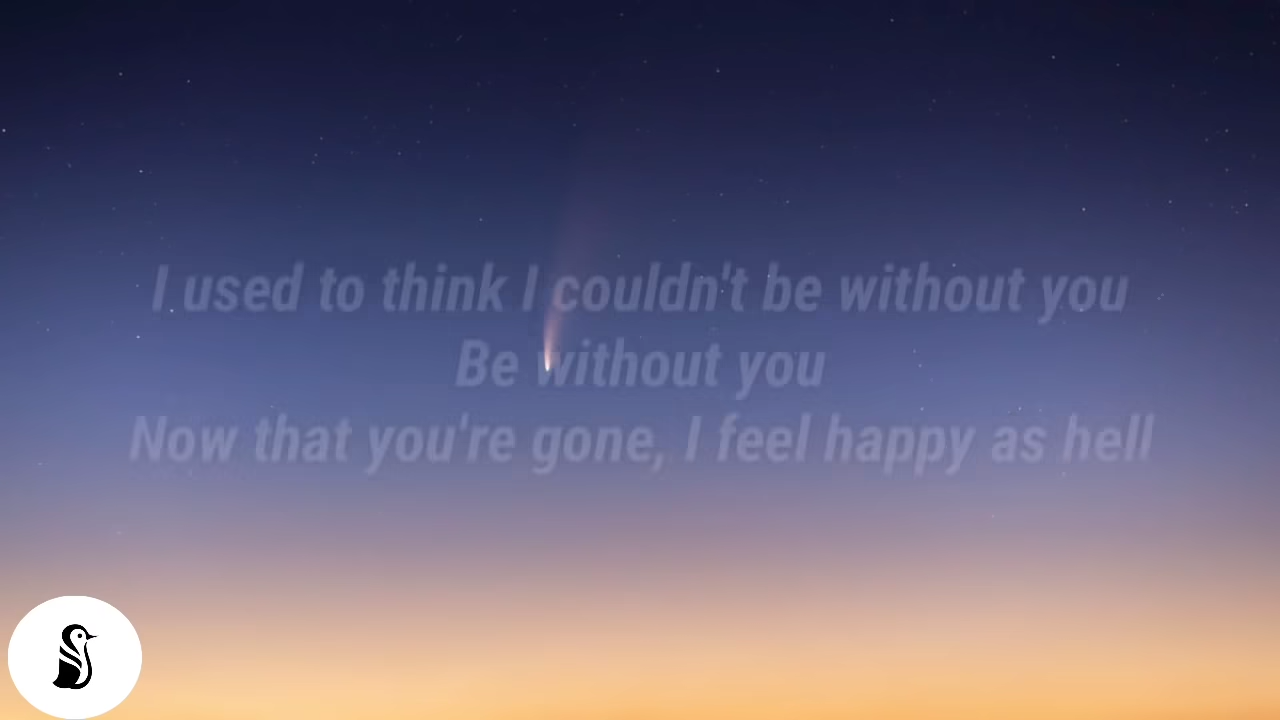 I used to think I couldn't be without you
Be without you
Now that you're gone, I feel happy as hell